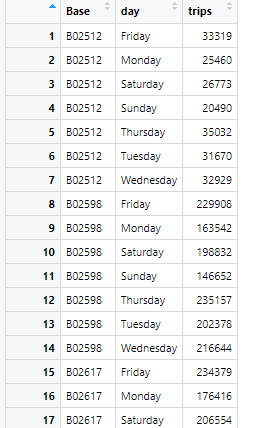 Base day trips
1 B02512 Friday 33319
2 B02512 Monday 25460
3 B02512 Saturday 26773
4 B02512 Sunday 20490
5 B02512 Thursday 35032
6 B02512 Tuesday 31670
7 B02512 Wednesday 32929
8 B02598 Friday 229908
9 B02598 Monday 163542
10 B02598 Saturday 198832
11 B02598 Sunday 146652
12 B02598 Thursday 235157
13 B02598 Tuesday 202378
14 B02598 Wednesday 216644
15 B02617 Friday 234379
16 B02617 Monday 176416
17 B02617 Saturday 206554